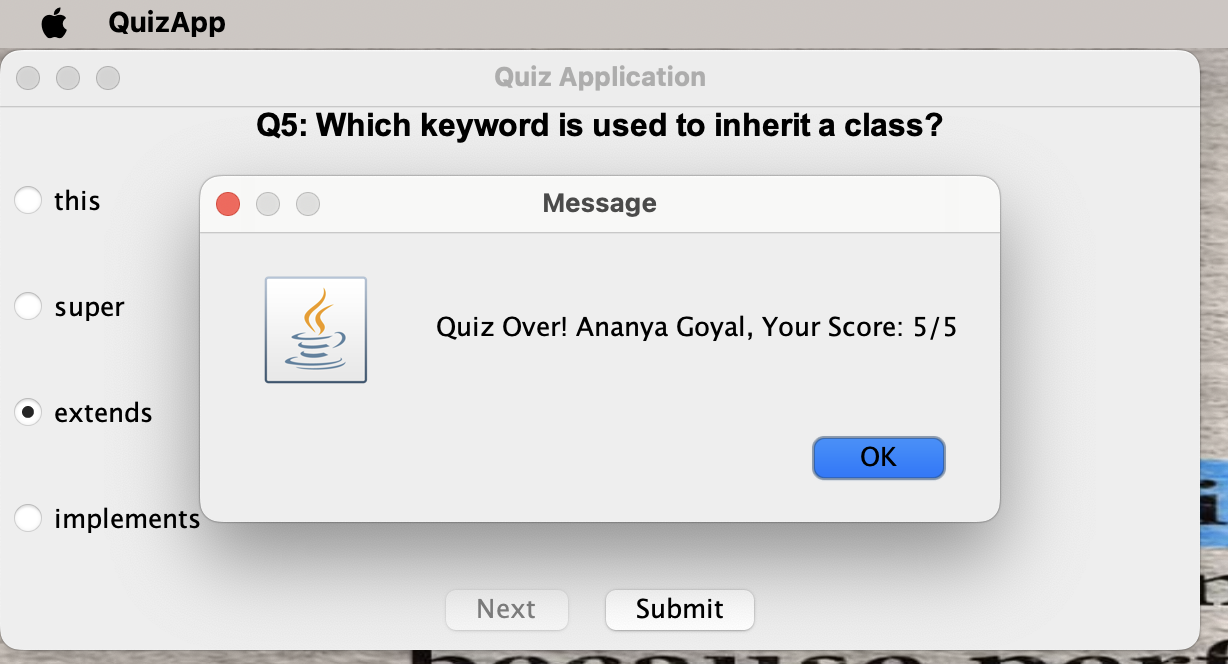 QuizApp
Quiz Application
Q5: Which keyword is used to inherit a class?
this
Message
super
Quiz Over! Ananya Goyal, Your Score: 5/5
extends
OK
implements
Next
Submit